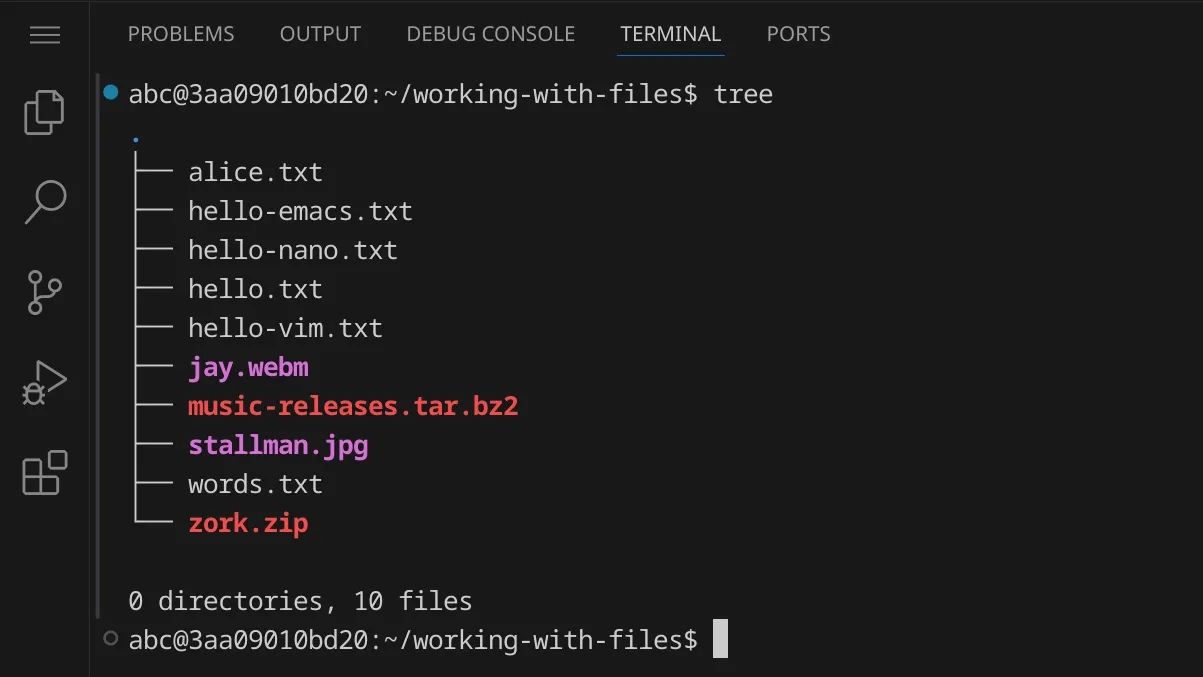 PROBLEMS OUTPUT DEBUG CONSOLE TERMINAL PORTS
abc@3aa09010bd20:~/working-with-files$ tree
.
├── alice.txt
├── hello-emacs.txt
├── hello-nano.txt
├── hello.txt
├── hello-vim.txt
├── jay.webm
├── music-releases.tar.bz2
├── stallman.jpg
├── words.txt
└── zork.zip
0 directories, 10 files
abc@3aa09010bd20:~/working-with-files$